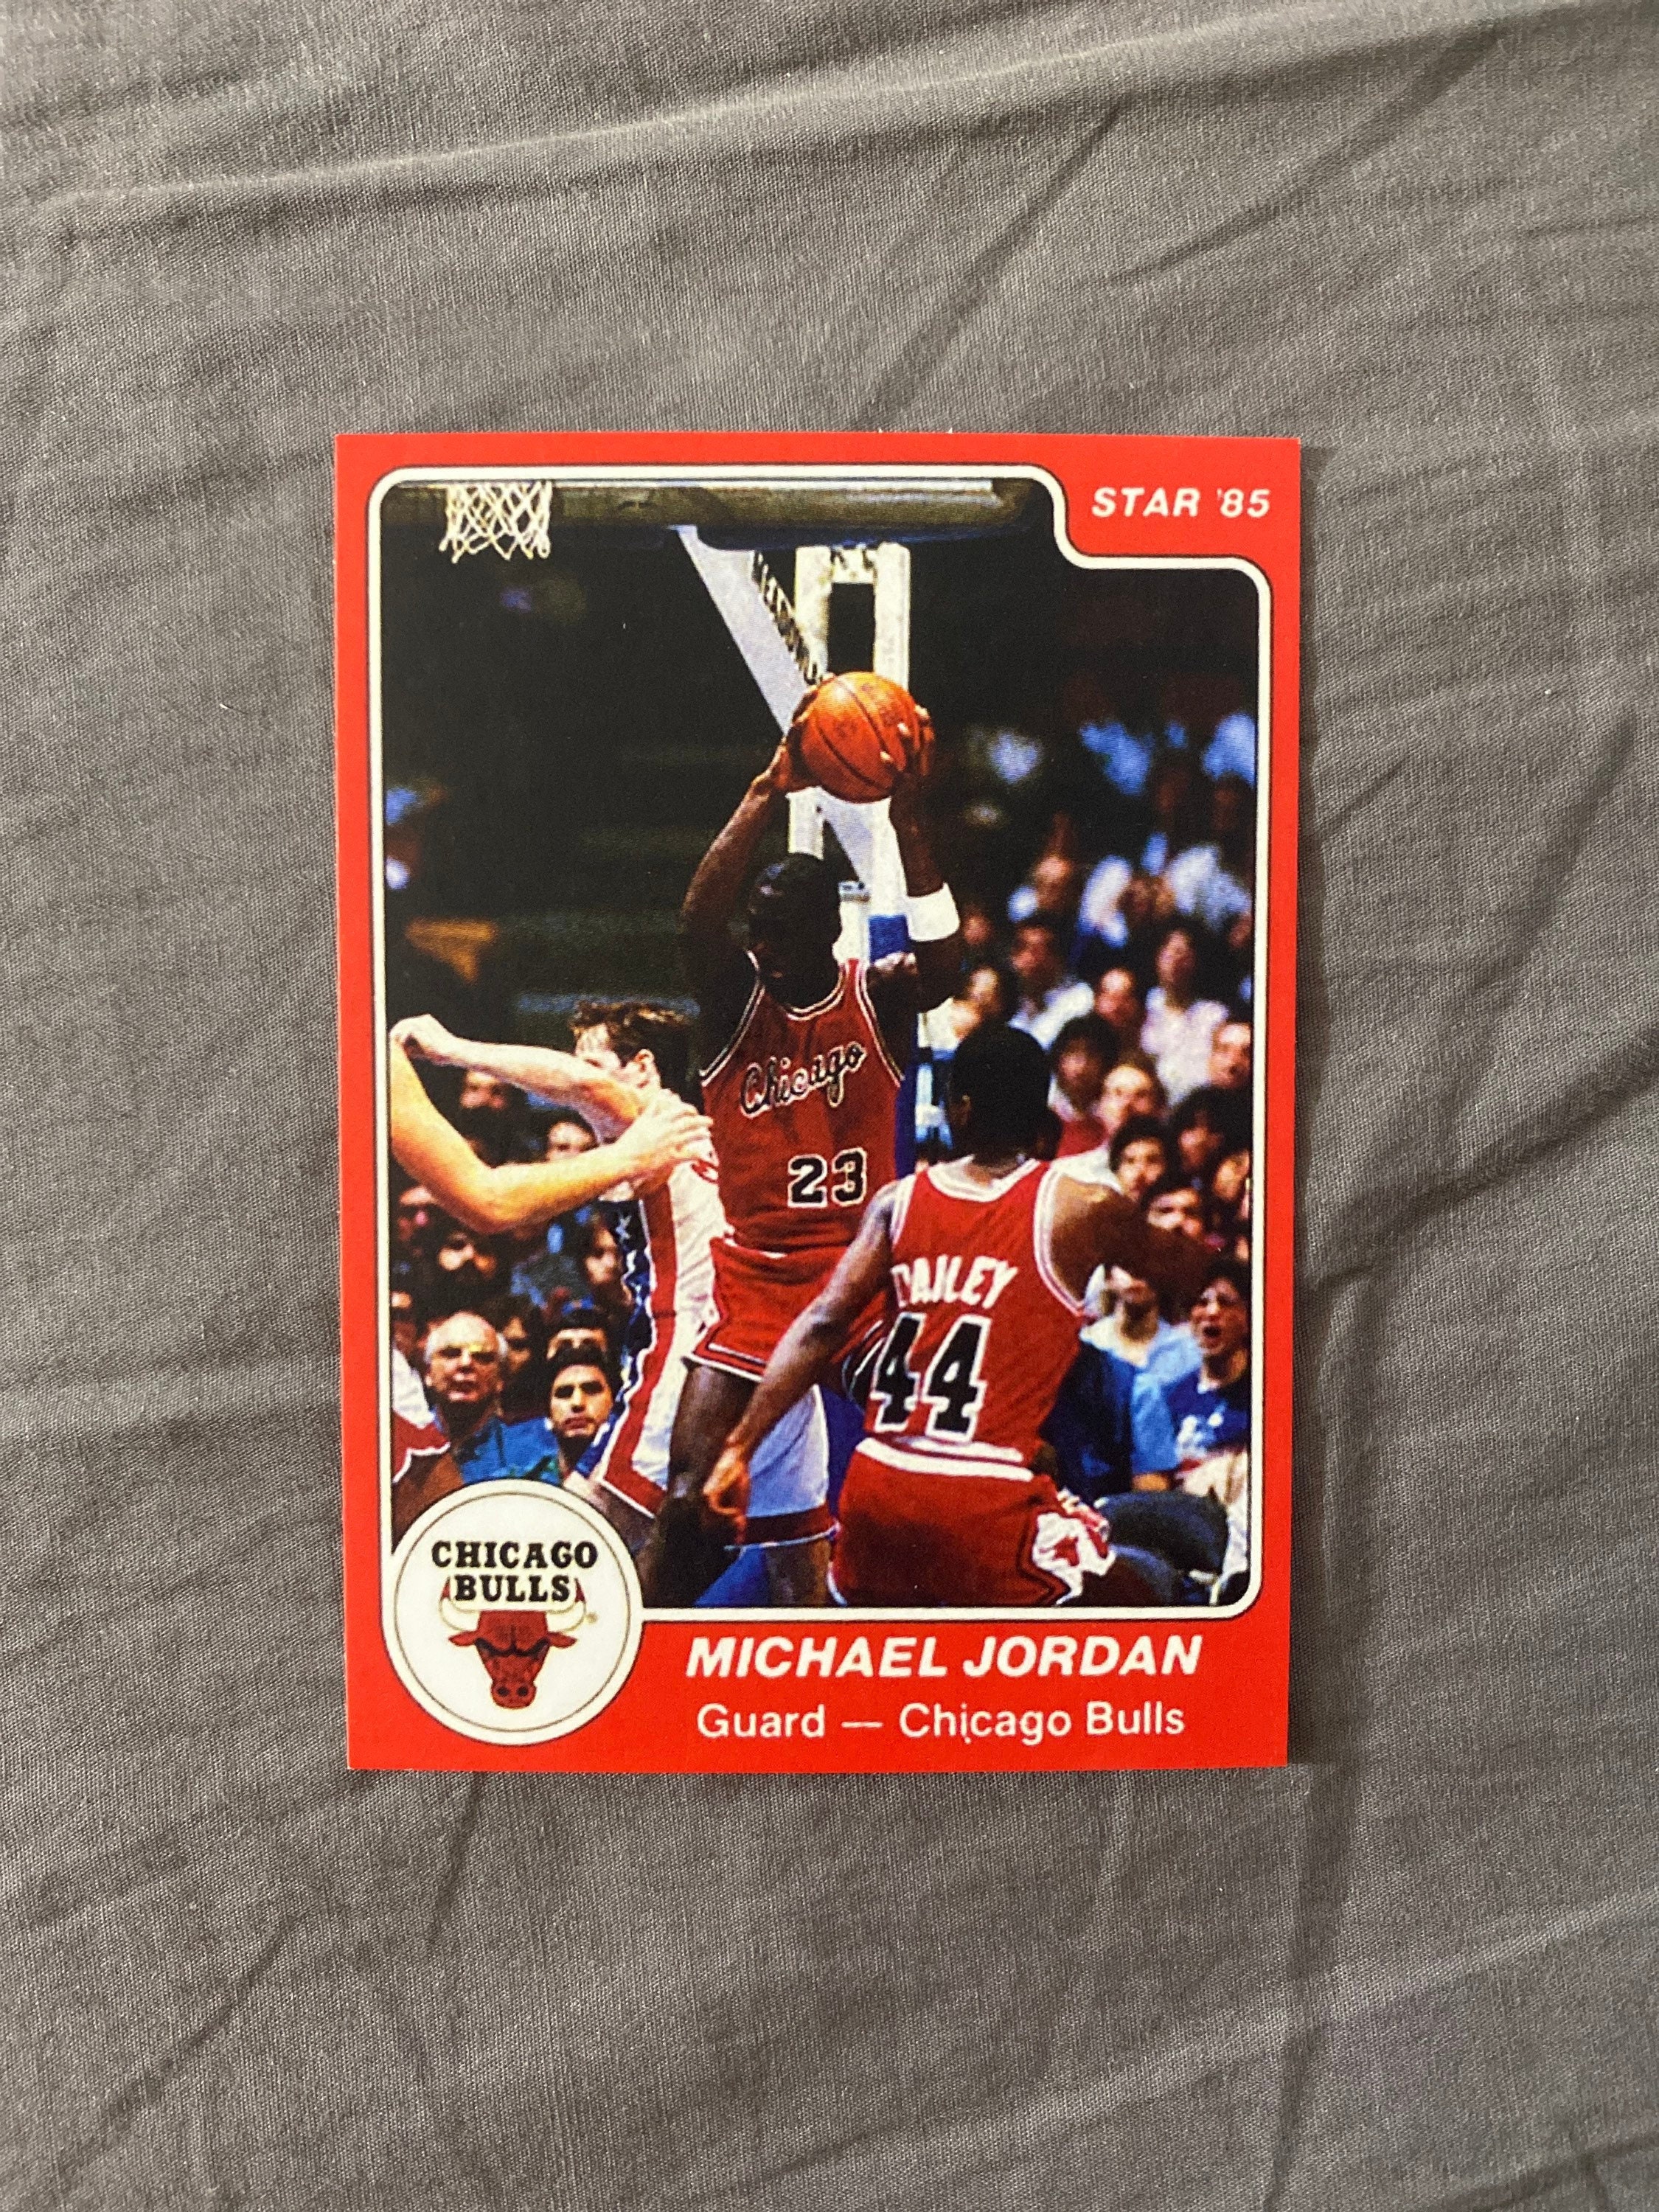 STAR '85
Chicago
23
DAILEY
44
CHICAGO
BULLS
®
MICHAEL JORDAN
Guard — Chicago Bulls